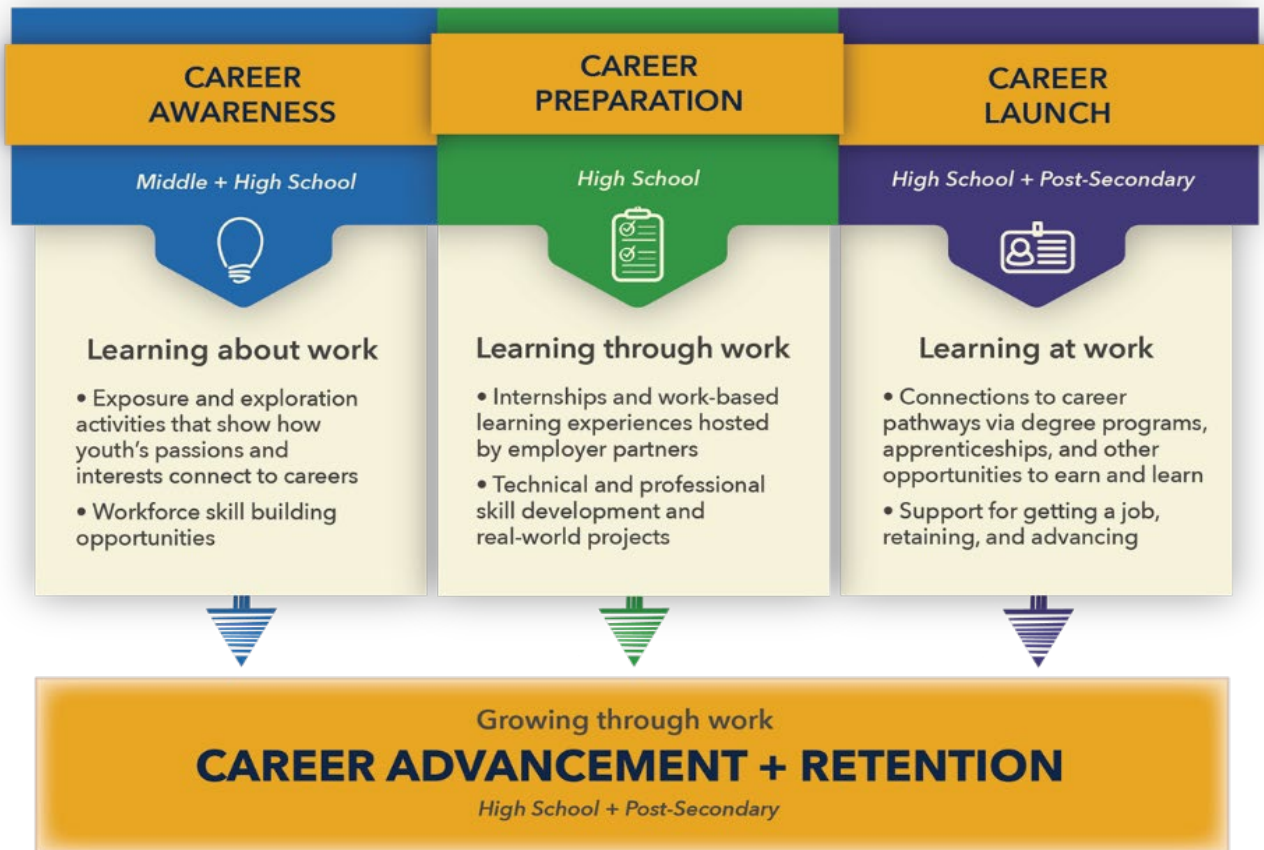 CAREER
AWARENESS
Middle + High School
Learning about work
• Exposure and exploration
activities that show how
youth's passions and
interests connect to careers
• Workforce skill building
opportunities
CAREER
PREPARATION
High School
Learning through work
• Internships and work-based
learning experiences hosted
by employer partners
• Technical and professional
skill development and
real-world projects
CAREER
LAUNCH
High School + Post-Secondary
Learning at work
• Connections to career
pathways via degree programs,
apprenticeships, and other
opportunities to earn and learn
• Support for getting a job,
retaining, and advancing
Growing through work
CAREER ADVANCEMENT + RETENTION
High School + Post-Secondary